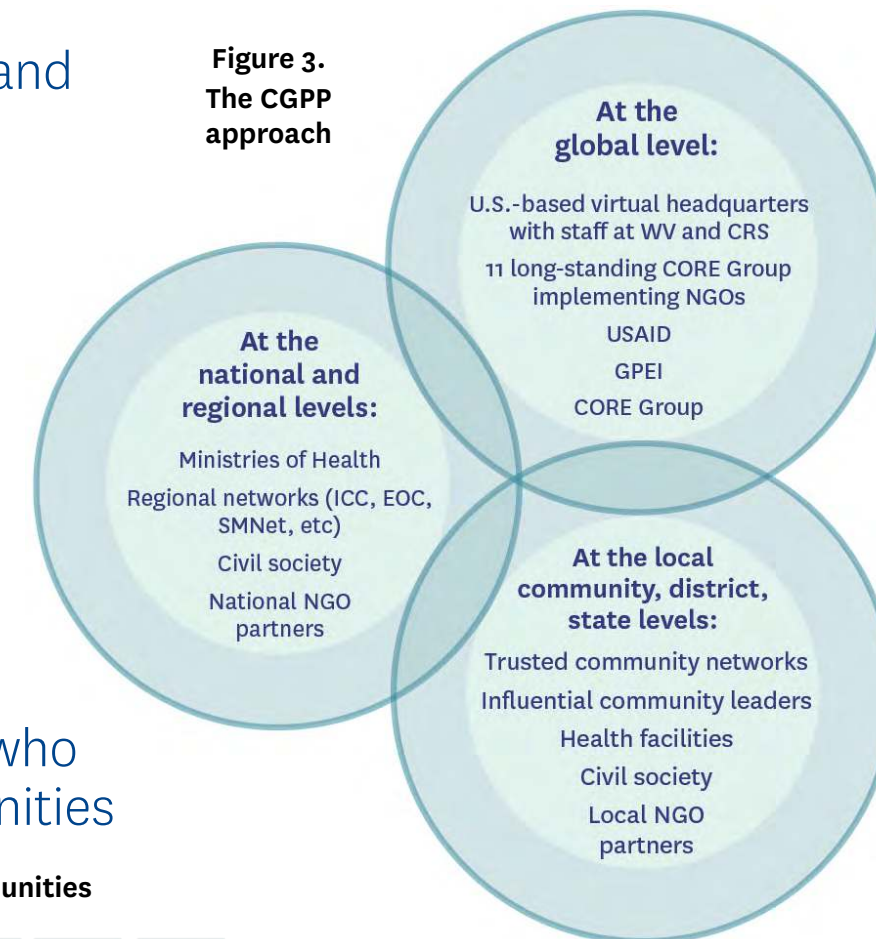 and
Figure 3.
The CGPP
approach
At the
global level:
U.S.-based virtual headquarters
with staff at WV and CRS
11 long-standing CORE Group
implementing NGOs
USAID
GPEI
CORE Group
At the
national and
regional levels:
Ministries of Health
Regional networks (ICC, EOC,
SMNet, etc)
Civil society
National NGO
partners
At the local
community, district,
state levels:
Trusted community networks
Influential community leaders
Health facilities
Civil society
Local NGO
partners
who
nities
unities